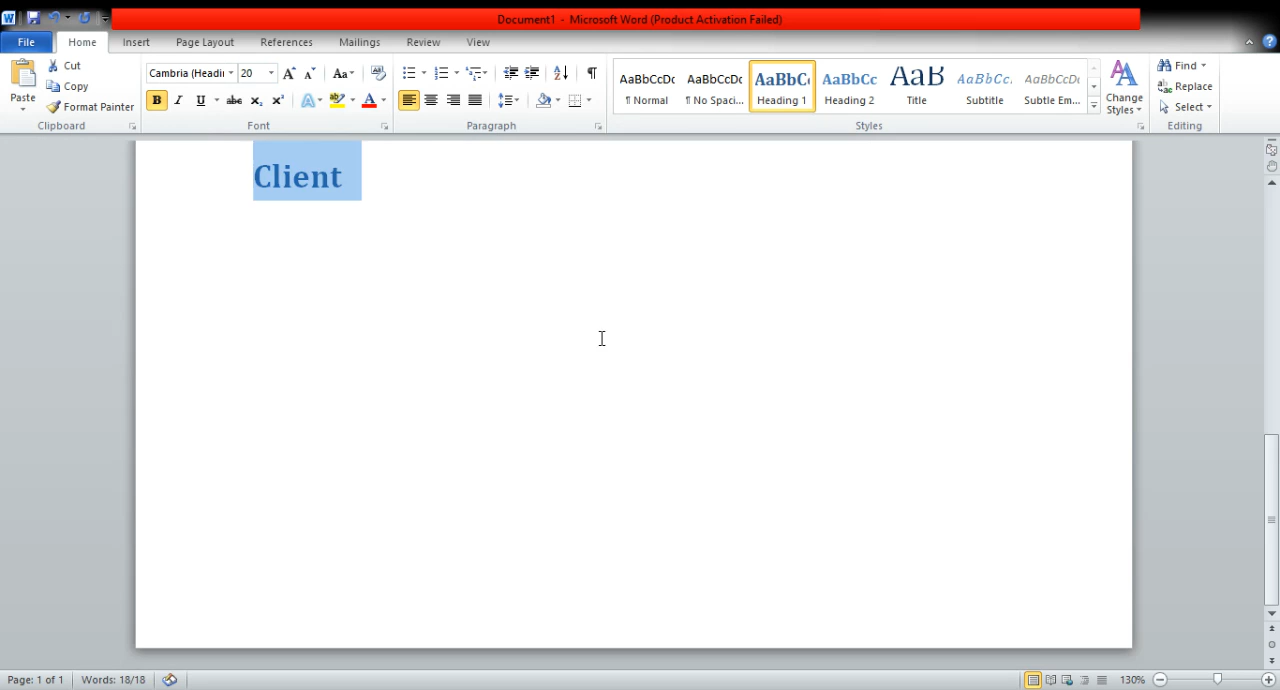 Document1 - Microsoft Word (Product Activation Failed)
File Home Insert Page Layout References Mailings Review View
Paste
Cut
Copy
Format Painter
Clipboard
Cambria (Headi 20
Font
Paragraph
AaBbCcDc AaBbCcDc AaBbC AaBbCc AaB AaBbCc. AaBbCcDc
¶ Normal ¶ No Spaci... Heading 1 Heading 2 Title Subtitle Subtle Em...
Styles
Change
Styles
Find
Replace
Select
Editing
Client
Page: 1 of 1 Words: 18/18 130%